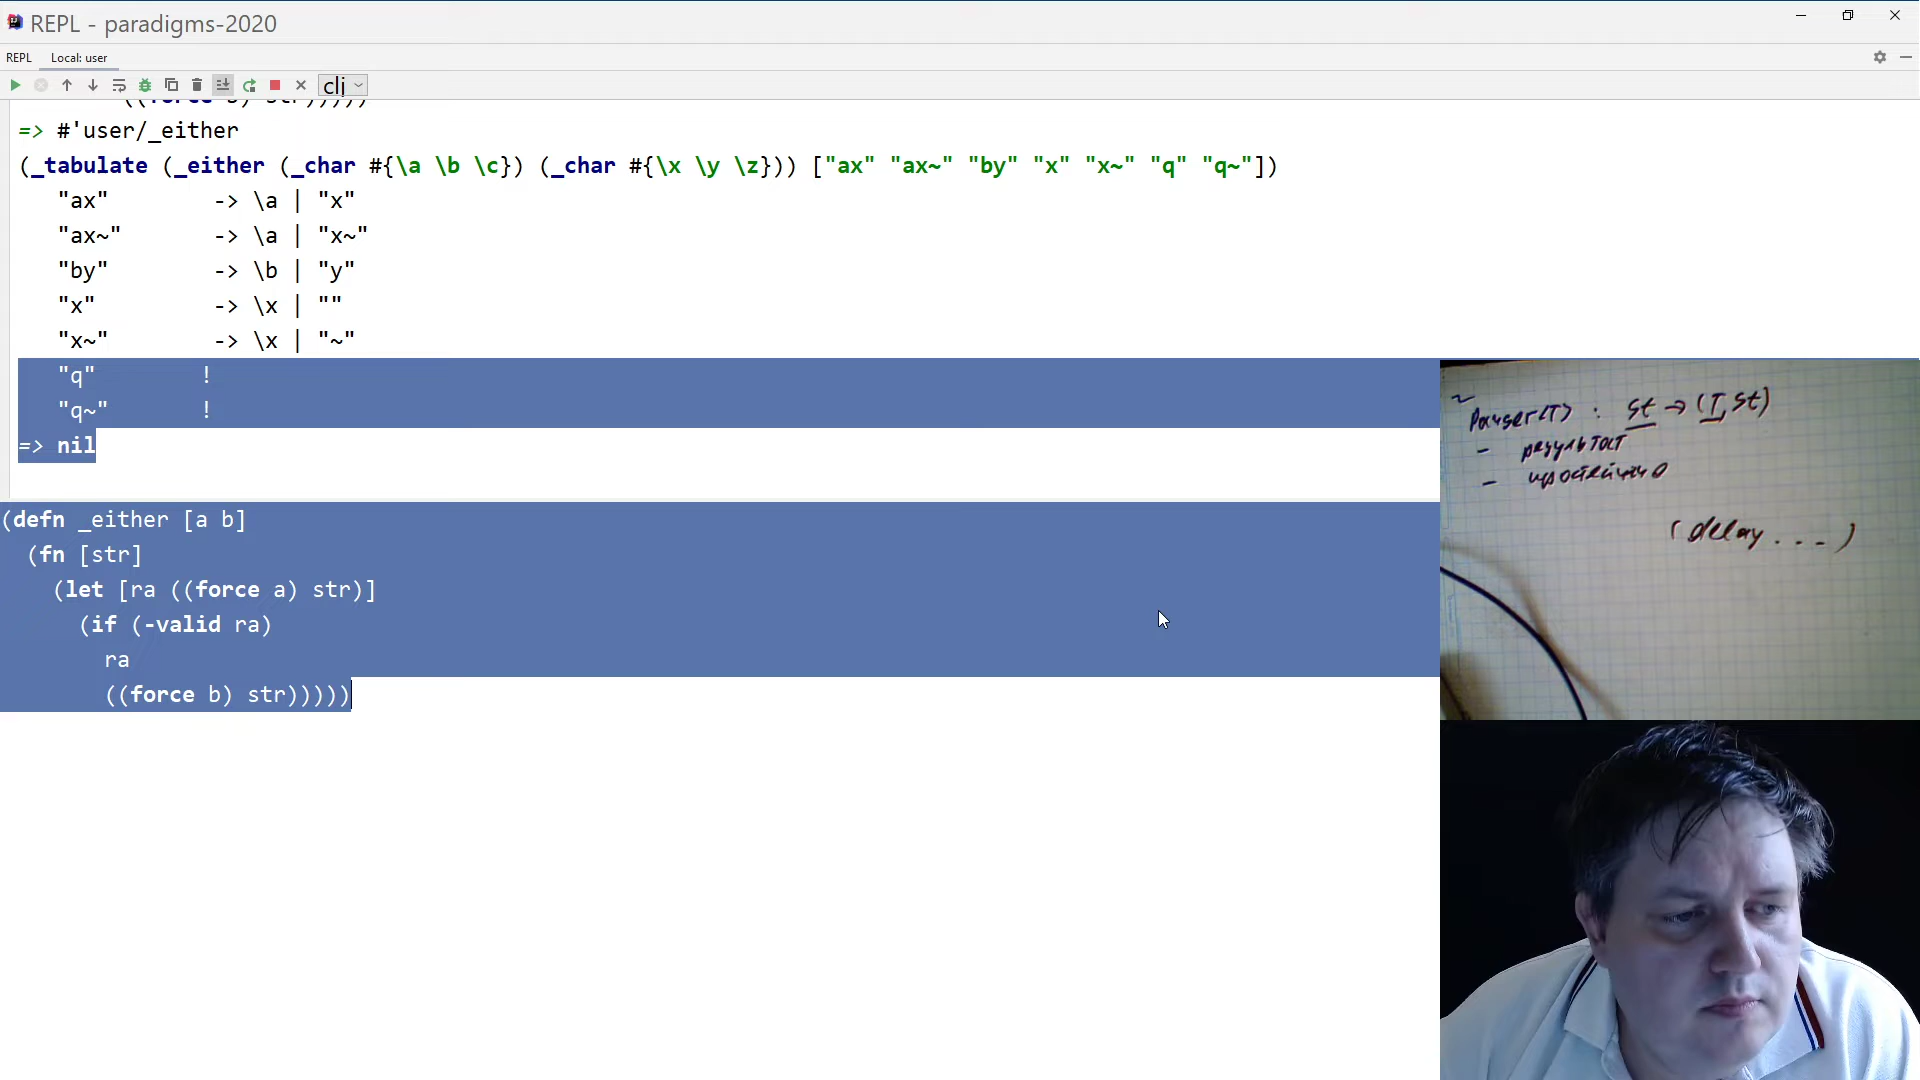 REPL - paradigms-2020
REPL Local: user
clj
((force b) str)))))
=> #'user/_either
(_tabulate (_either (_char #{\a \b \c}) (_char #{\x \y \z})) ["ax" "ax~" "by" "x" "x~" "q" "q~"])
"ax" -> \a | "x"
"ax~" -> \a | "x~"
"by" -> \b | "y"
"x" -> \x | ""
"x~" -> \x | "~"
"q" !
"q~" !
=> nil
(defn _either [a b]
(fn [str]
(let [ra ((force a) str)]
(if (-valid ra)
ra
((force b) str)))))
: St → (T, St)
- результат
(delay . . . )